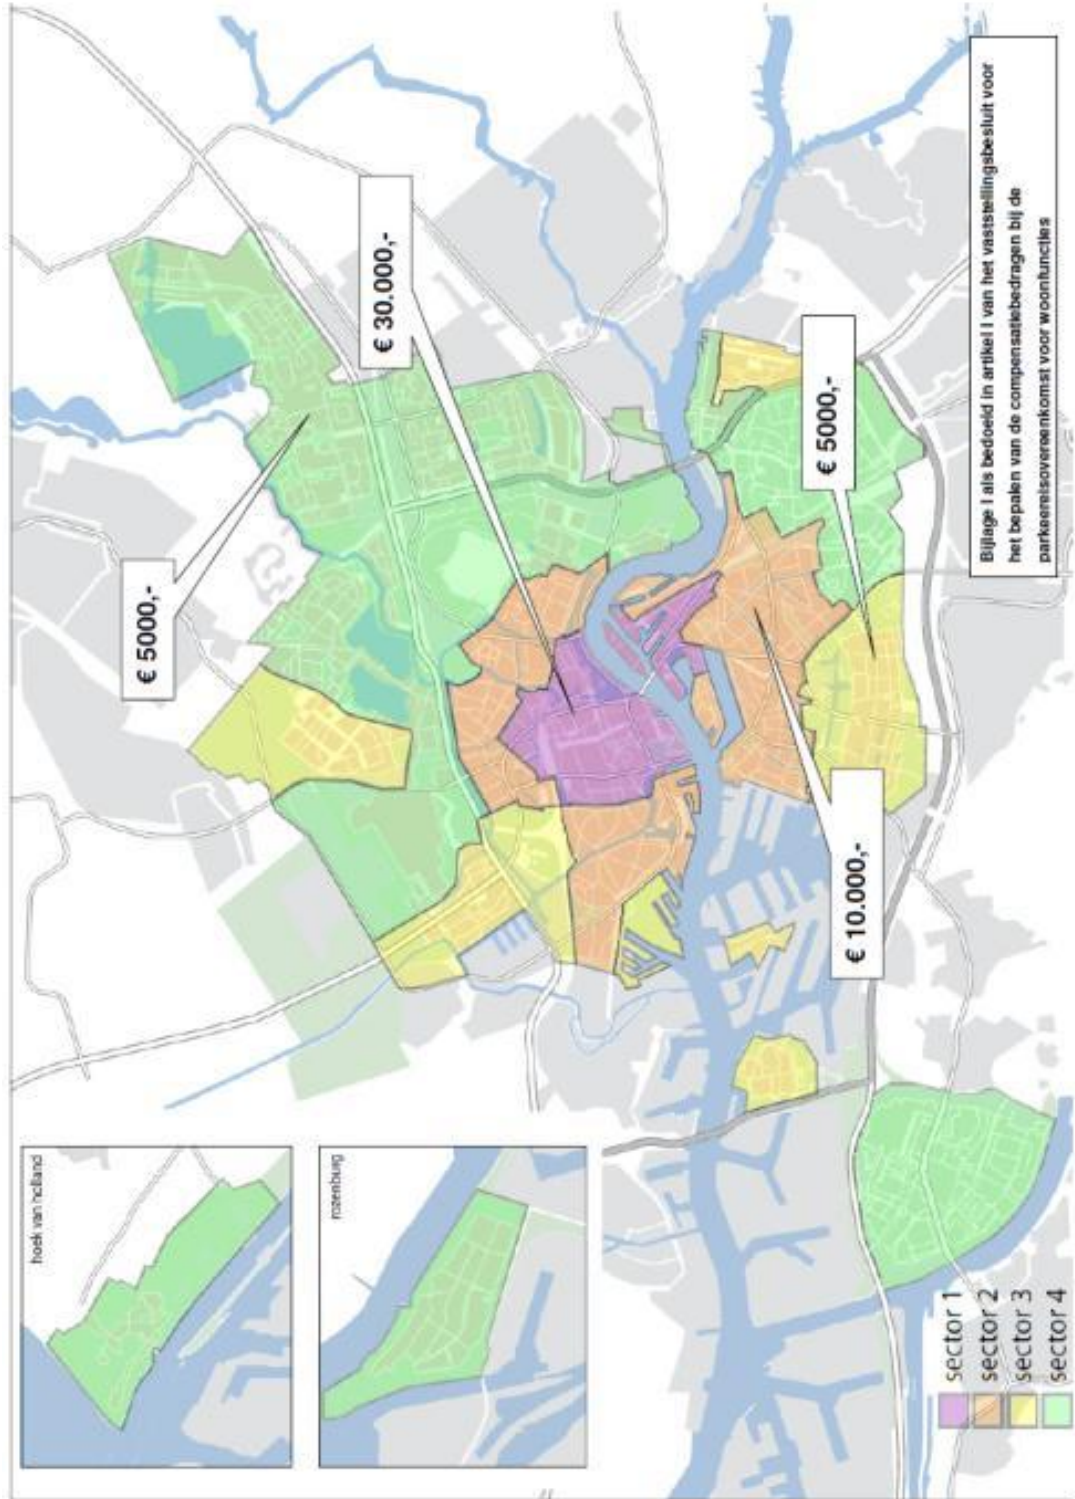 hoek van holland
rozenburg
€ 5000,-
€ 30.000,-
€ 10.000,-
€ 5000,-
sector 1
sector 2
sector 3
sector 4
Bijlage I als bedoeld in artikel I van het vaststellingsbesluit voor
het bepalen van de compensatiebedragen bij de
parkeereisovereenkomst voor woonfuncties